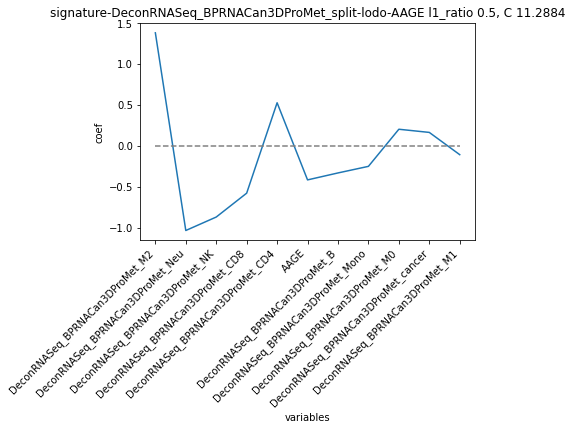 signature-DeconRNASeq_BPRNACan3DProMet_split-lodo-AAGE l1_ratio 0.5, C 11.2884
1.5
1.0
0.5
0.0
−0.5
−1.0
coef
DeconRNASeq_BPRNACan3DProMet_M2
DeconRNASeq_BPRNACan3DProMet_Neu
DeconRNASeq_BPRNACan3DProMet_NK
DeconRNASeq_BPRNACan3DProMet_CD8
DeconRNASeq_BPRNACan3DProMet_CD4
AAGE
DeconRNASeq_BPRNACan3DProMet_B
DeconRNASeq_BPRNACan3DProMet_Mono
DeconRNASeq_BPRNACan3DProMet_M0
DeconRNASeq_BPRNACan3DProMet_cancer
DeconRNASeq_BPRNACan3DProMet_M1
variables